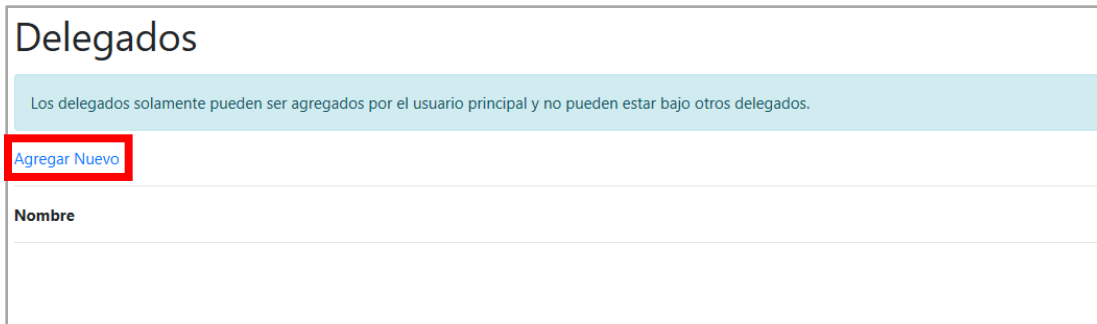 Delegados
Los delegados solamente pueden ser agregados por el usuario principal y no pueden estar bajo otros delegados.
Agregar Nuevo
Nombre